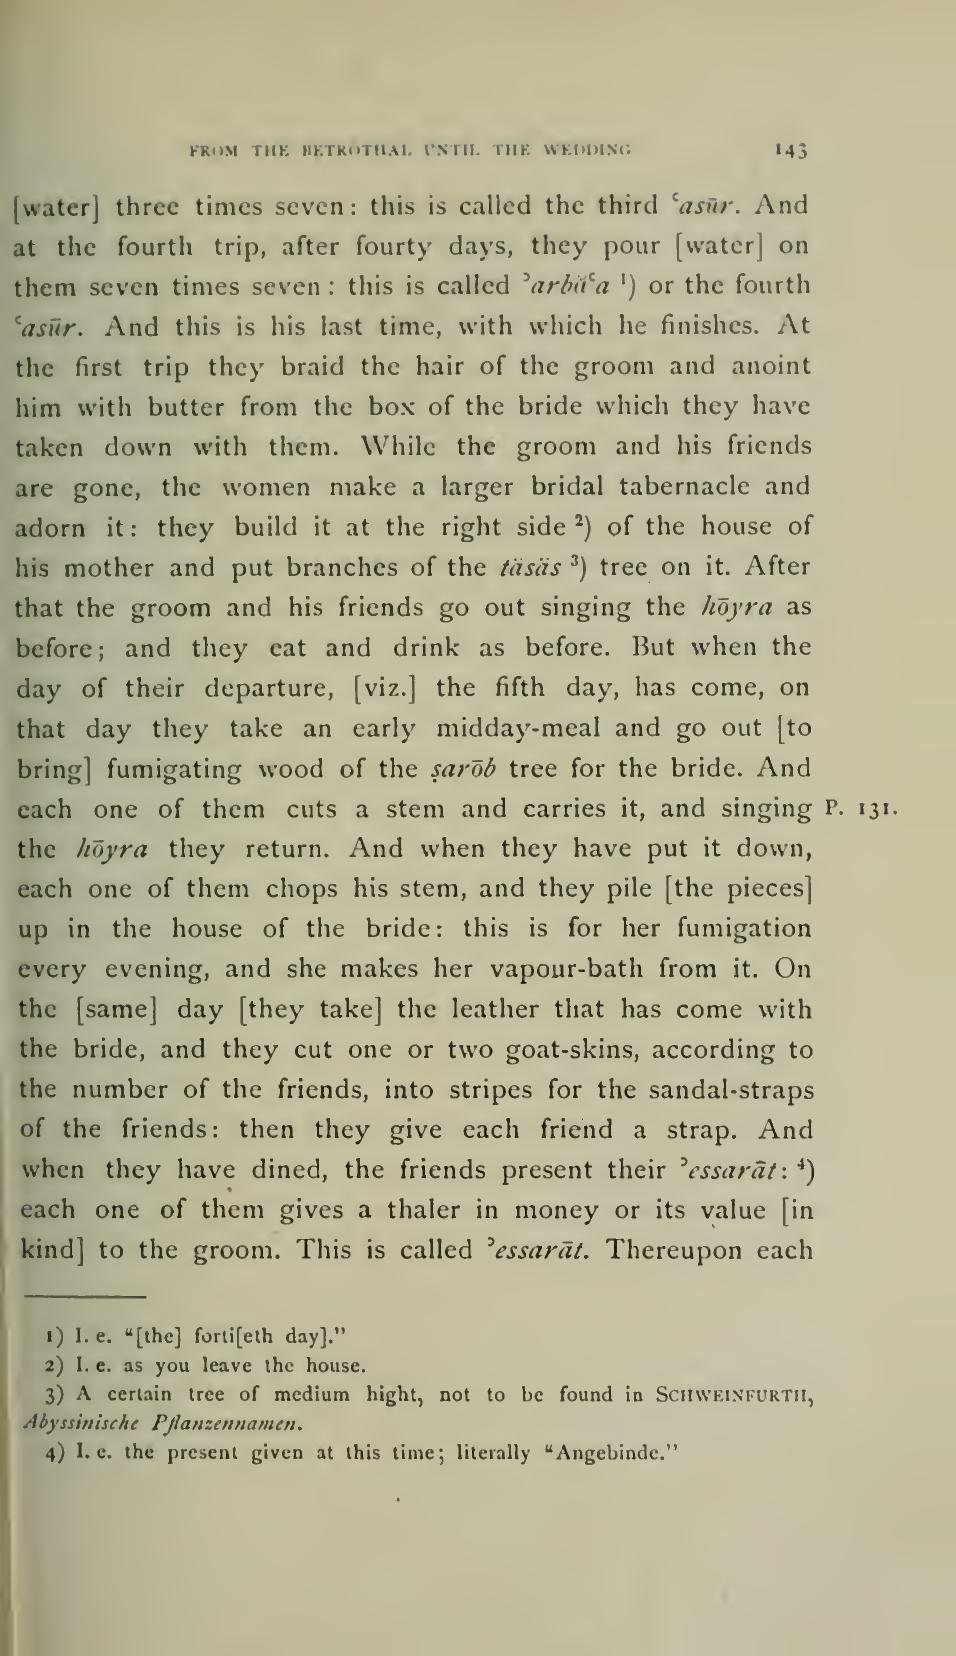 FROM THE BETROTHAL UNTIL THE WEDDING 143
[water] three times seven: this is called the third ʿasūr. And
at the fourth trip, after fourty days, they pour [water] on
them seven times seven: this is called ʾarbäʿa ¹) or the fourth
ʿasūr. And this is his last time, with which he finishes. At
the first trip they braid the hair of the groom and anoint
him with butter from the box of the bride which they have
taken down with them. While the groom and his friends
are gone, the women make a larger bridal tabernacle and
adorn it: they build it at the right side ²) of the house of
his mother and put branches of the täsäs ³) tree on it. After
that the groom and his friends go out singing the hōyra as
before; and they eat and drink as before. But when the
day of their departure, [viz.] the fifth day, has come, on
that day they take an early midday-meal and go out [to
bring] fumigating wood of the ṣarōb tree for the bride. And
each one of them cuts a stem and carries it, and singing P. 131.
the hōyra they return. And when they have put it down,
each one of them chops his stem, and they pile [the pieces]
up in the house of the bride: this is for her fumigation
every evening, and she makes her vapour-bath from it. On
the [same] day [they take] the leather that has come with
the bride, and they cut one or two goat-skins, according to
the number of the friends, into stripes for the sandal-straps
of the friends: then they give each friend a strap. And
when they have dined, the friends present their ʾessarāt: ⁴)
each one of them gives a thaler in money or its value [in
kind] to the groom. This is called ʾessarāt. Thereupon each
1) I. e. “[the] forti[eth day].”
2) I. e. as you leave the house.
3) A certain tree of medium hight, not to be found in SCHWEINFURTH,
Abyssinische Pflanzennamen.
4) I. e. the present given at this time; literally “Angebinde.”